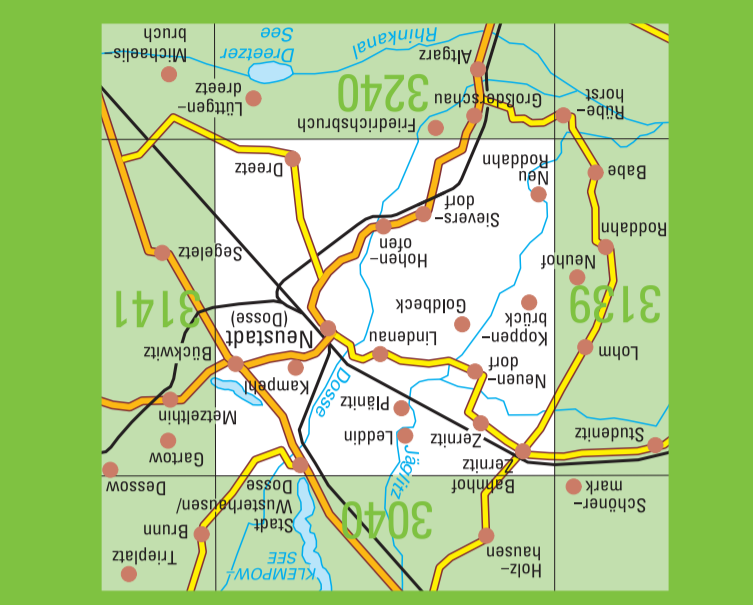 Holz-
hausen
KLEMPOW-
SEE
Trieplatz
Brunn
3040
Stadt
Wusterhausen/
Dosse
Schöner-
mark
Bahnhof
Zernitz
Dessow
Jäglitz
Studenitz
Zernitz
Leddin
Gartow
Plänitz
Dosse
Metzelthin
Neuen-
dorf
Kampehl
Bückwitz
Lohm
Lindenau
Neustadt
(Dosse)
3139
Koppen-
brück
Goldbeck
3141
Neuhof
Hohen-
ofen
Segeletz
Roddahn
Sievers-
dorf
Babe
Neu
Roddahn
Dreetz
Rübe-
horst
Großderschau
Friedrichsbruch
3240
Lüttgen-
dreetz
Altgarz
Rhinkanal
Dreetzer
See
Michaelis-
bruch